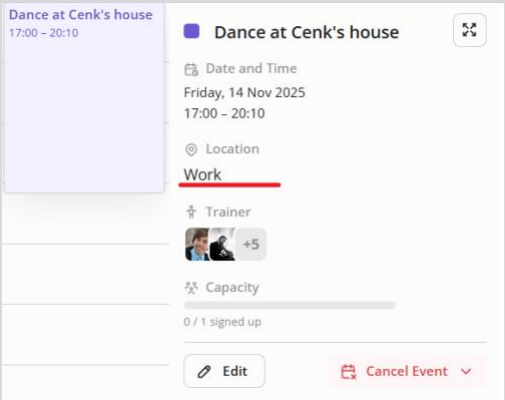 Dance at Cenk's house
17:00 – 20:10
Dance at Cenk's house
Date and Time
Friday, 14 Nov 2025
17:00 – 20:10
Location
Work
Trainer
+5
Capacity
0 / 1 signed up
Edit
Cancel Event